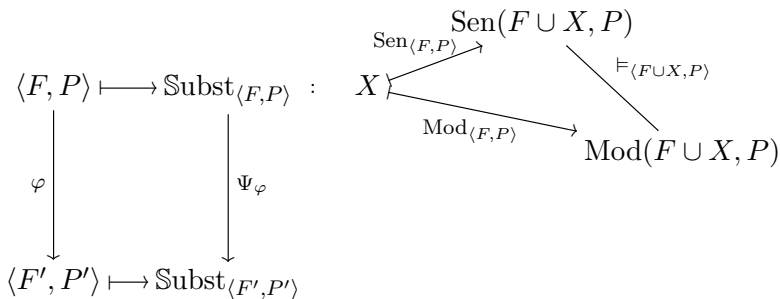 Sen(F ∪ X, P)
Sen⟨F,P⟩
⊨⟨F∪X,P⟩
⟨F, P⟩ ⟼ 𝕊ubst⟨F,P⟩ : X
Mod⟨F,P⟩
Mod(F ∪ X, P)
φ Ψφ
⟨F′, P′⟩ ⟼ 𝕊ubst⟨F′,P′⟩